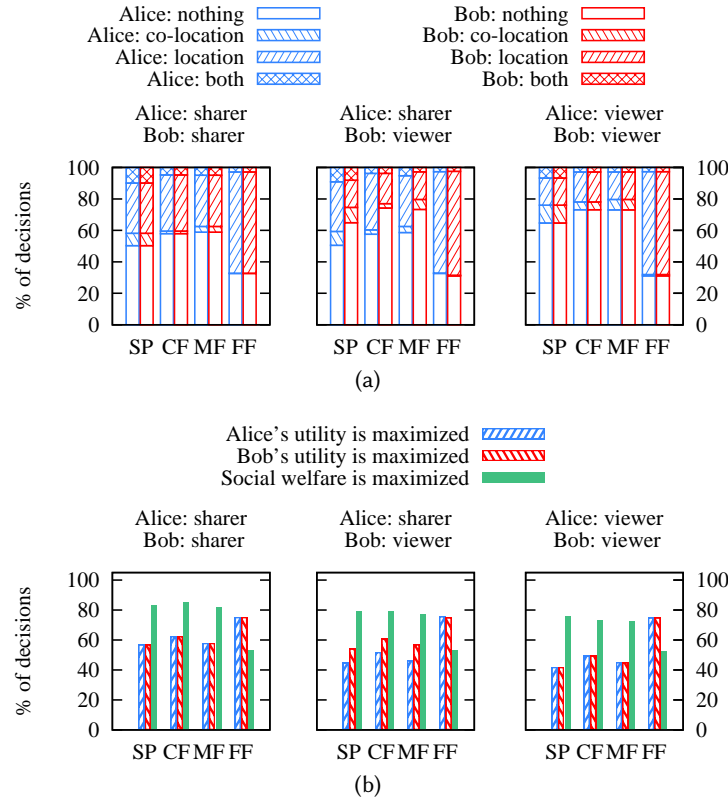 Alice: nothing
Alice: co-location
Alice: location
Alice: both
Bob: nothing
Bob: co-location
Bob: location
Bob: both
Alice: sharer
Bob: sharer
Alice: sharer
Bob: viewer
Alice: viewer
Bob: viewer
% of decisions
100
80
60
40
20
0
100
80
60
40
20
0
SP CF MF FF
SP CF MF FF
SP CF MF FF
(a)
Alice's utility is maximized
Bob's utility is maximized
Social welfare is maximized
Alice: sharer
Bob: sharer
Alice: sharer
Bob: viewer
Alice: viewer
Bob: viewer
% of decisions
100
80
60
40
20
0
100
80
60
40
20
0
SP CF MF FF
SP CF MF FF
SP CF MF FF
(b)